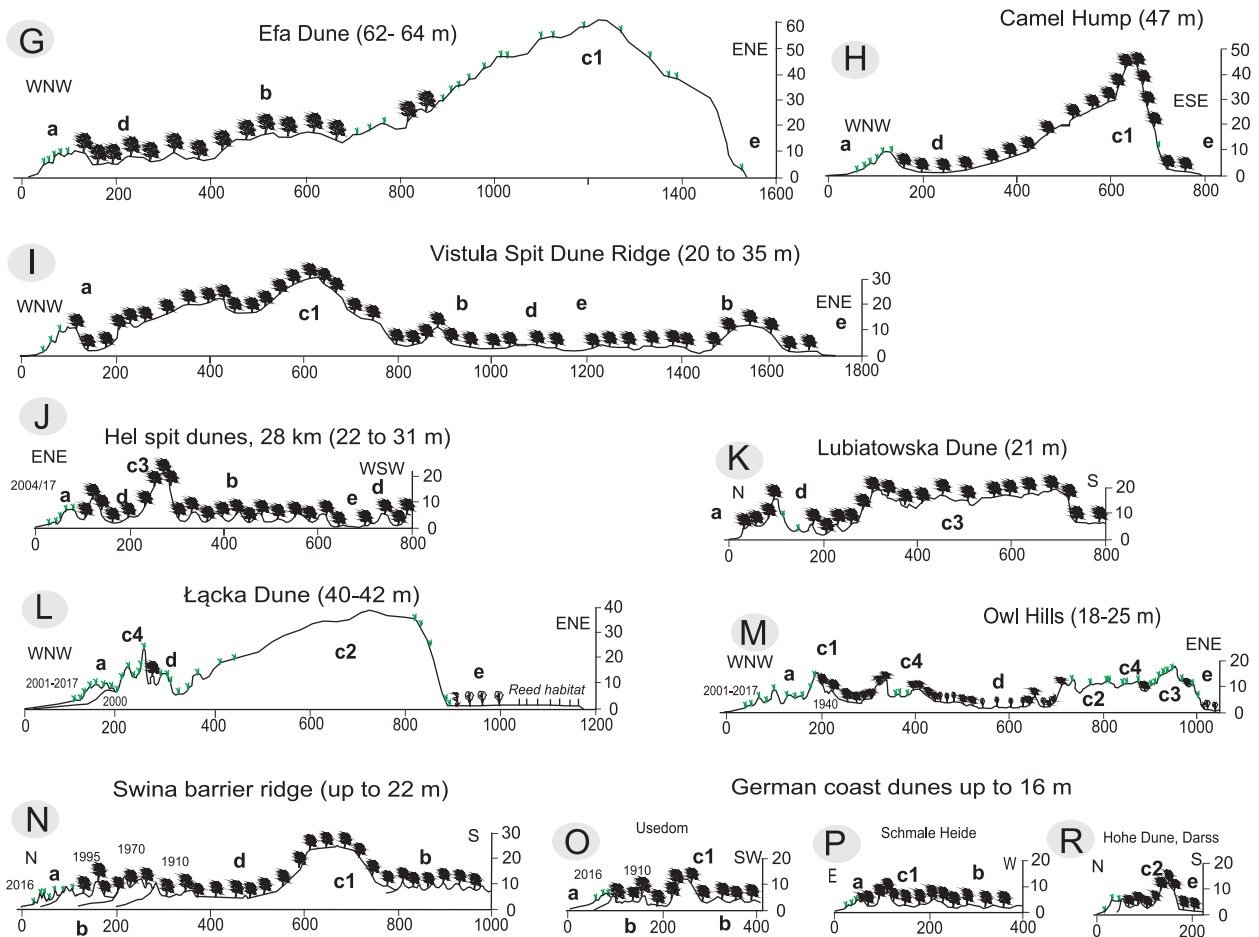 G
Efa Dune (62- 64 m)
WNW
ENE
a
d
b
c1
e
60
50
40
30
20
10
0
0
200
400
600
800
1000
1400
1600
H
Camel Hump (47 m)
WNW
ESE
a
d
c1
e
50
40
30
20
10
0
0
200
400
600
800
I
Vistula Spit Dune Ridge (20 to 35 m)
WNW
ENE
a
c1
b
d
e
b
e
30
20
10
0
0
200
400
600
800
1000
1200
1400
1600
1800
J
Hel spit dunes, 28 km (22 to 31 m)
ENE
WSW
2004/17
a
d
c3
b
e
d
20
10
0
0
200
400
600
800
K
Lubiatowska Dune (21 m)
N
S
a
d
c3
20
10
0
0
200
400
600
800
L
Łącka Dune (40-42 m)
WNW
ENE
2001-2017
2000
a
c4
d
c2
e
Reed habitat
40
30
20
10
0
0
200
400
600
800
1000
1200
M
Owl Hills (18-25 m)
WNW
ENE
2001-2017
1940
a
c1
c4
d
c2
c4
c3
e
20
10
0
0
200
400
600
800
1000
N
Swina barrier ridge (up to 22 m)
N
S
2016
a
1995
1970
1910
b
d
c1
b
30
20
10
0
0
200
400
600
800
1000
German coast dunes up to 16 m
O
Usedom
SW
2016
1910
a
b
c1
b
20
10
0
0
200
400
P
Schmale Heide
E
W
a
c1
b
20
10
0
0
200
400
R
Hohe Dune, Darss
N
S
c2
e
20
10
0
0
200